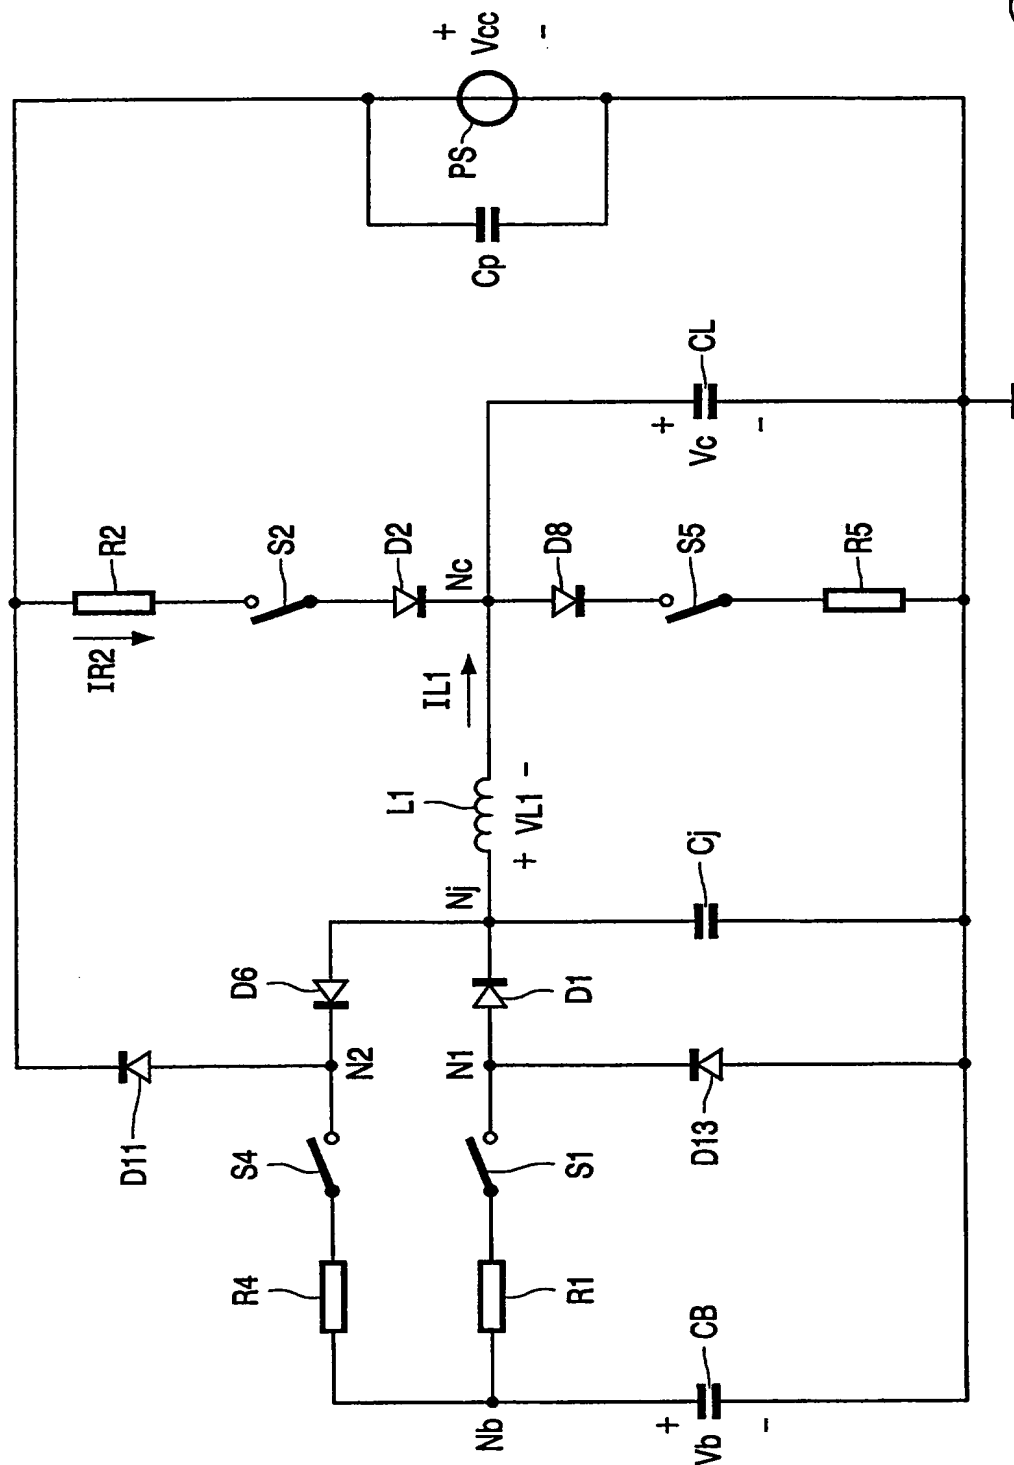 +
Vcc
-
PS
Cp
R2
IR2
S2
D2
Nc
D8
S5
R5
CL
+
Vc
-
IL1
L1
+ VL1 -
Nj
Cj
D6
D1
D11
N2
N1
D13
S4
S1
R4
R1
Nb
CB
+
Vb
-